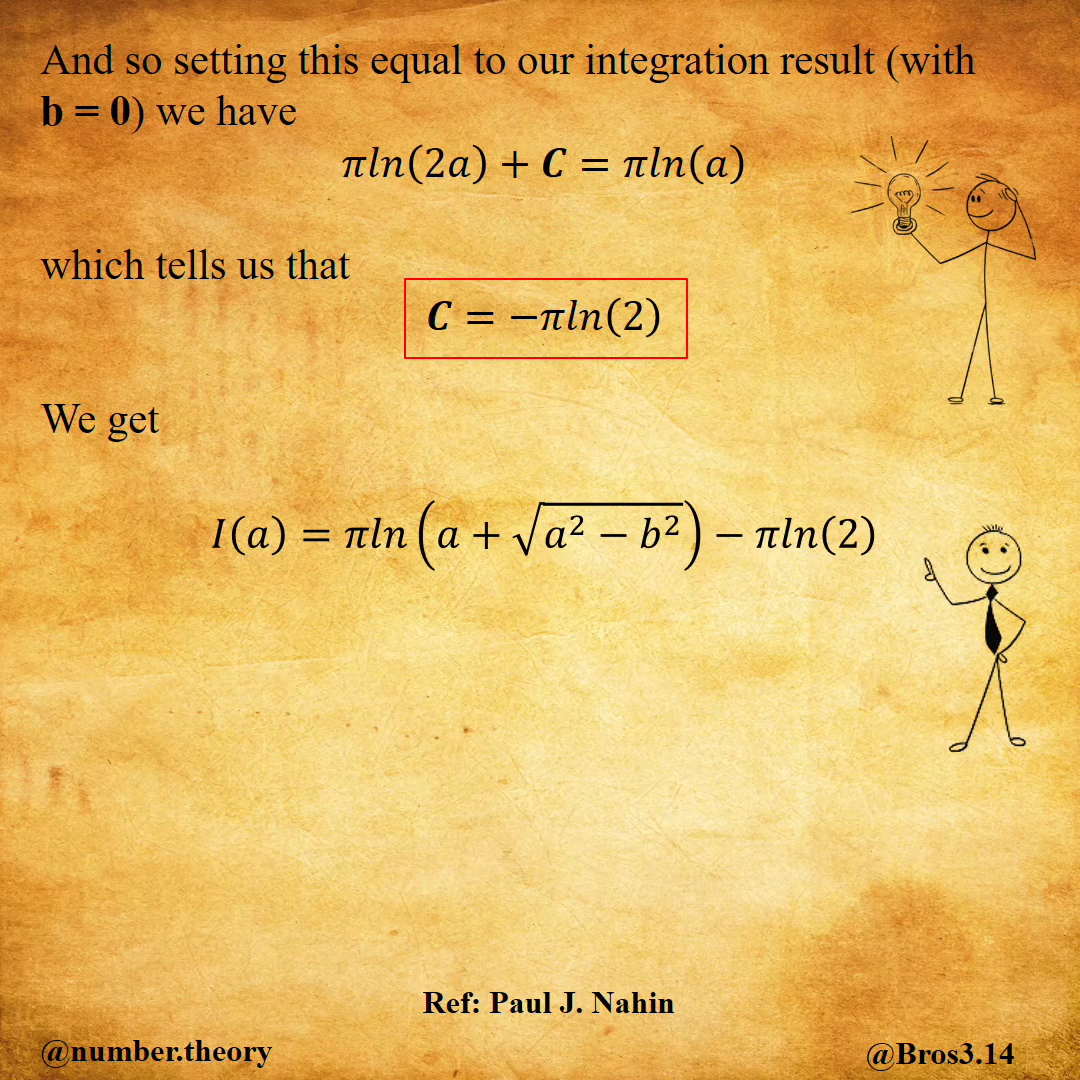 And so setting this equal to our integration result (with
b = 0) we have
πln(2a) + C = πln(a)
which tells us that
C = −πln(2)
We get
I(a) = πln(a + √(a² − b²)) − πln(2)
Ref: Paul J. Nahin
@number.theory
@Bros3.14